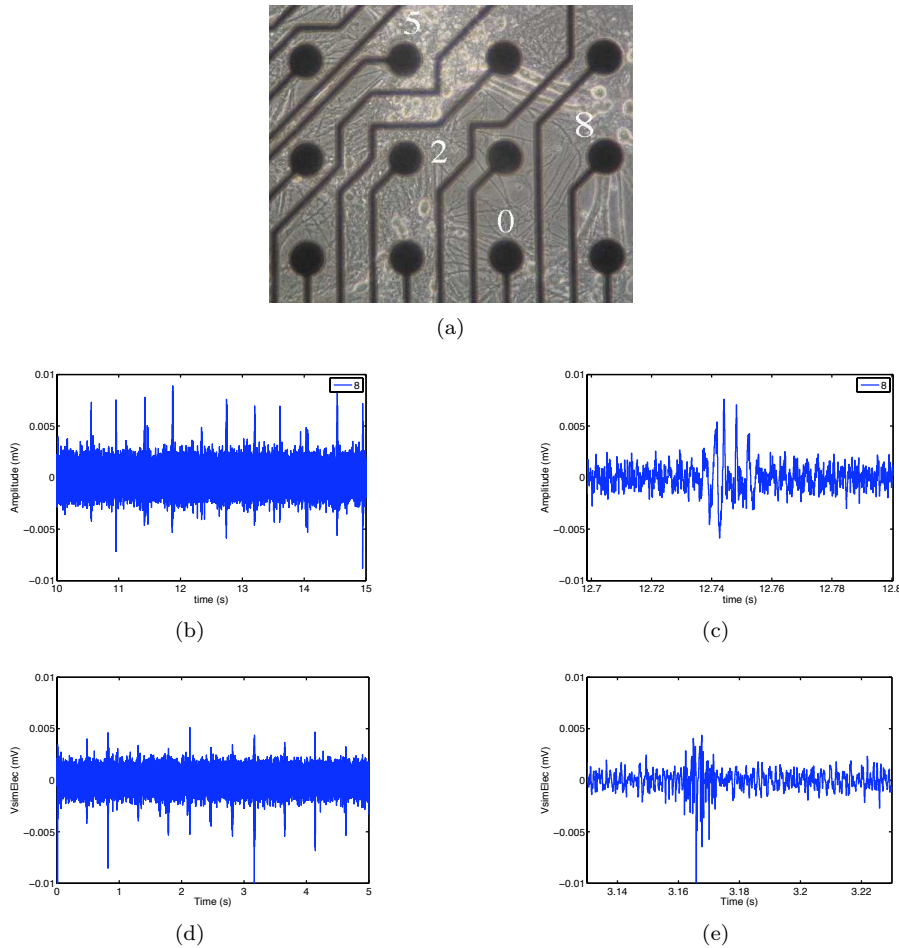 5
8
2
0
(a)
0.01
0.005
0
−0.005
−0.01
Amplitude (mV)
10 11 12 13 14 15
time (s)
8
(b)
0.01
0.005
0
−0.005
−0.01
Amplitude (mV)
12.7 12.72 12.74 12.76 12.78 12.8
time (s)
8
(c)
0.01
0.005
0
−0.005
−0.01
VsimElec (mV)
0 1 2 3 4 5
Time (s)
(d)
0.01
0.005
0
−0.005
−0.01
VsimElec (mV)
3.14 3.16 3.18 3.2 3.22
Time (s)
(e)